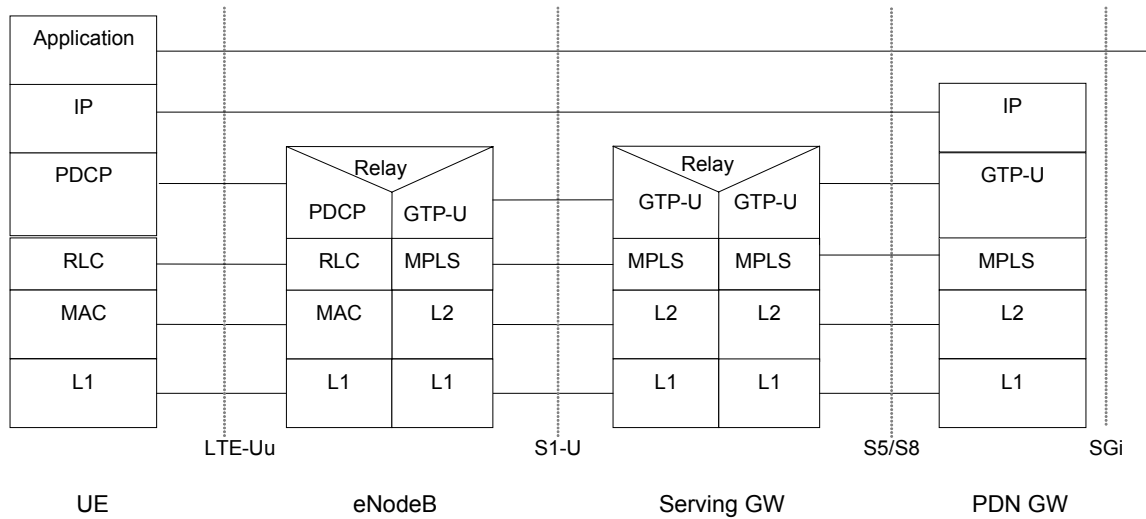 Application
IP
IP
Relay
Relay
PDCP
GTP-U
PDCP GTP-U
GTP-U GTP-U
RLC
RLC MPLS
MPLS MPLS
MPLS
MAC
MAC L2
L2 L2
L2
L1
L1 L1
L1 L1
L1
LTE-Uu
S1-U
S5/S8
SGi
UE
eNodeB
Serving GW
PDN GW